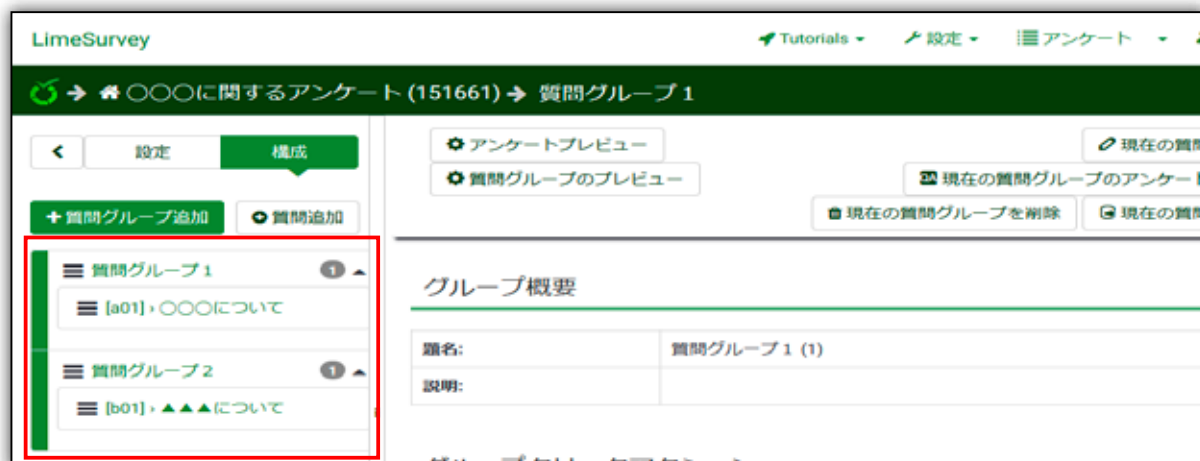 LimeSurvey
Tutorials
設定
アンケート
○○○に関するアンケート (151661) 質問グループ 1
設定
構成
アンケートプレビュー
現在の質問
質問グループのプレビュー
現在の質問グループのアンケート
+質問グループ追加
質問追加
現在の質問グループを削除
現在の質問
質問グループ 1
1
[a01] › ○○○について
質問グループ 2
1
[b01] › ▲▲▲について
グループ概要
題名:
質問グループ 1 (1)
説明: